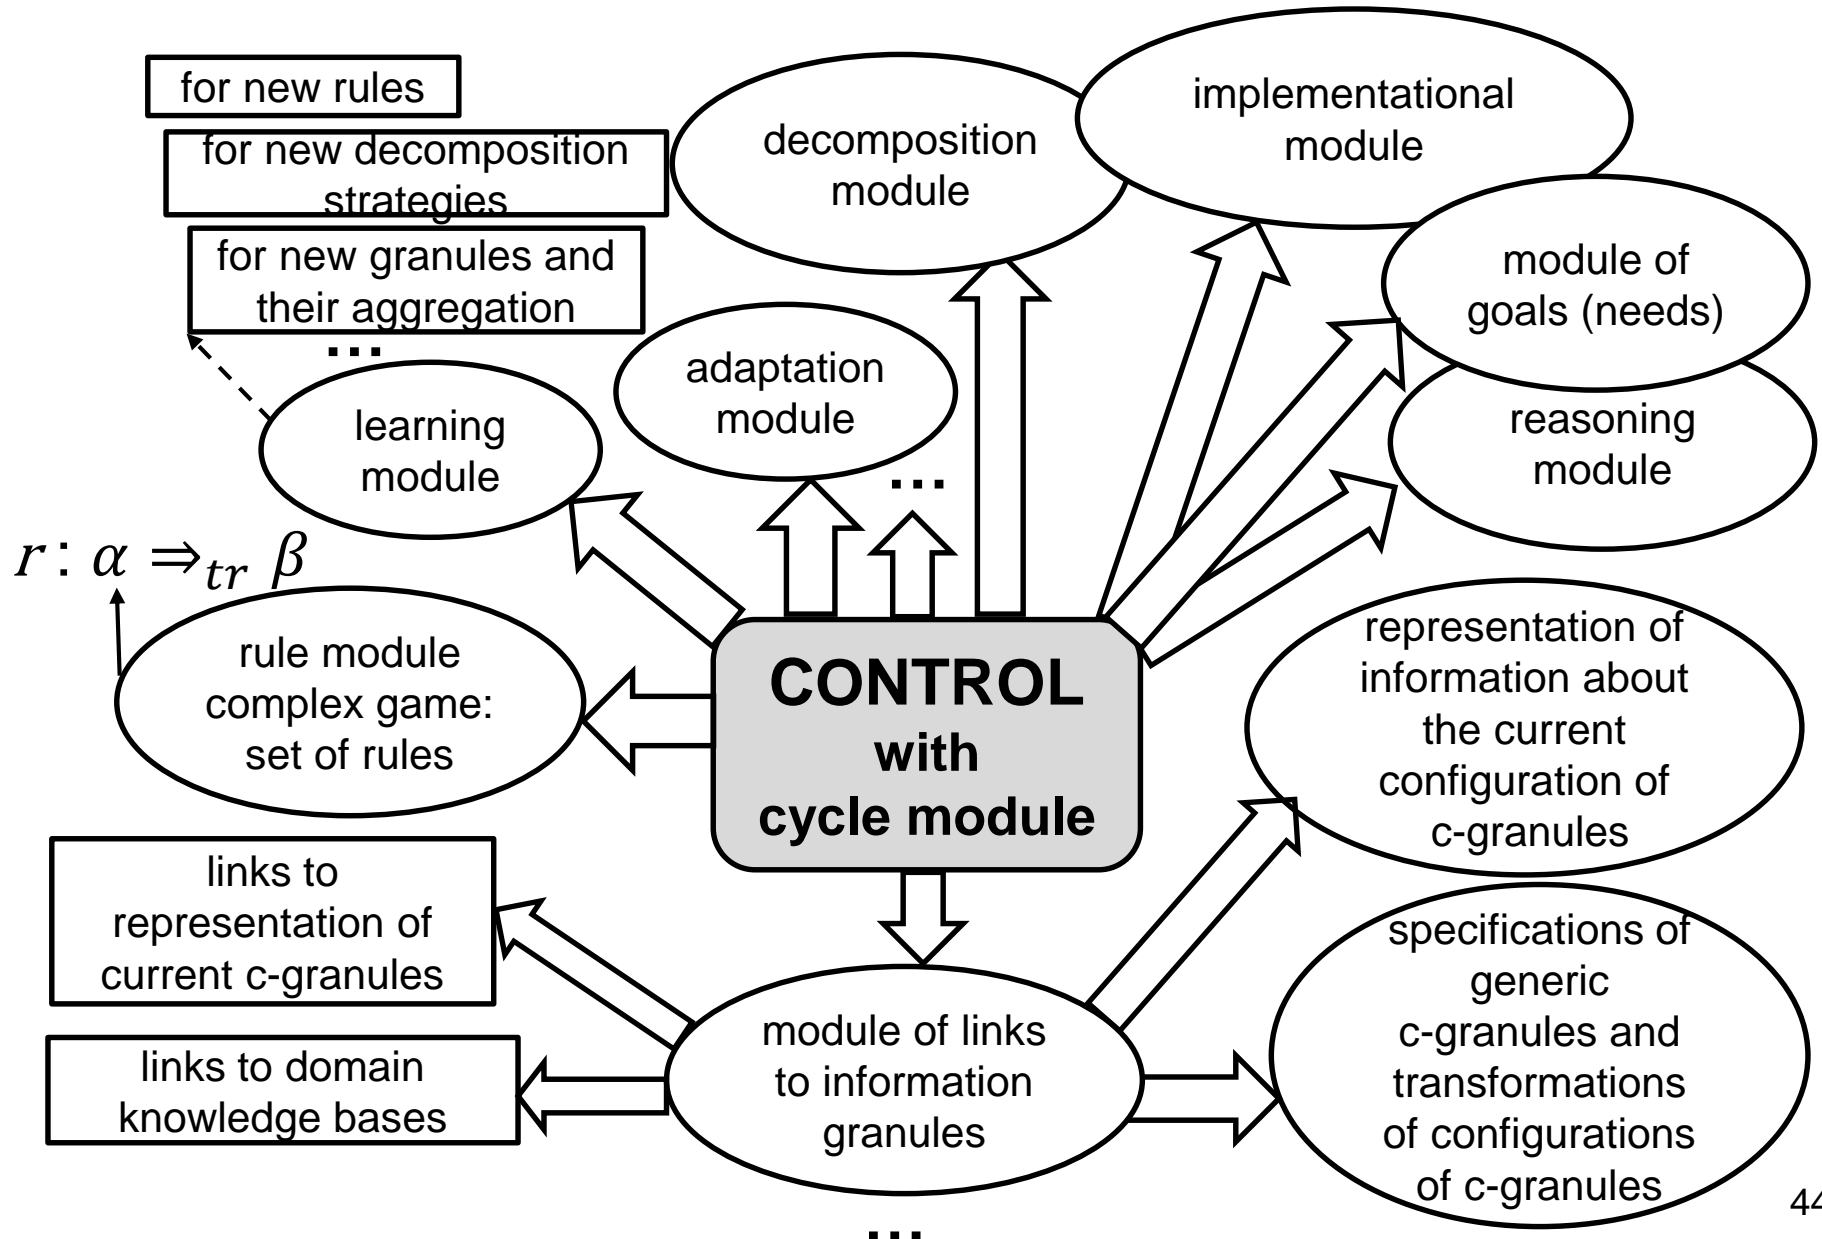 for new rules
for new decomposition
strategies
for new granules and
their aggregation
...
decomposition
module
implementational
module
module of
goals (needs)
reasoning
module
adaptation
module
...
learning
module
r : α ⇒tr β
rule module
complex game:
set of rules
CONTROL
with
cycle module
representation of
information about
the current
configuration of
c-granules
links to
representation of
current c-granules
links to domain
knowledge bases
module of links
to information
granules
...
specifications of
generic
c-granules and
transformations
of configurations
of c-granules
44